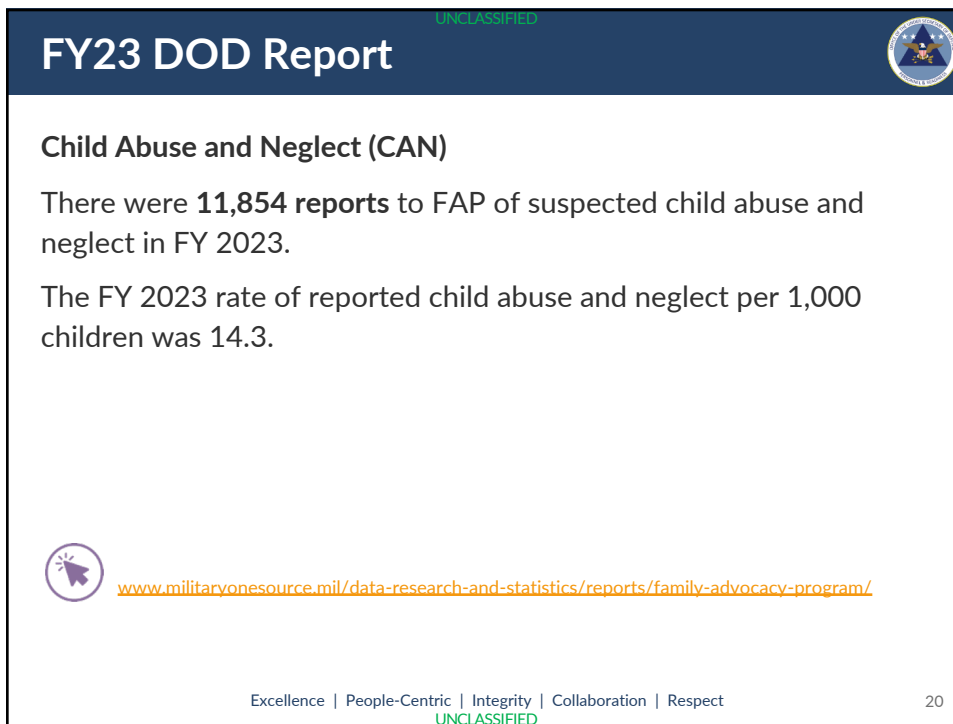 UNCLASSIFIED
FY23 DOD Report
Child Abuse and Neglect (CAN)
There were 11,854 reports to FAP of suspected child abuse and
neglect in FY 2023.
The FY 2023 rate of reported child abuse and neglect per 1,000
children was 14.3.
www.militaryonesource.mil/data-research-and-statistics/reports/family-advocacy-program/
Excellence | People-Centric | Integrity | Collaboration | Respect
20
UNCLASSIFIED